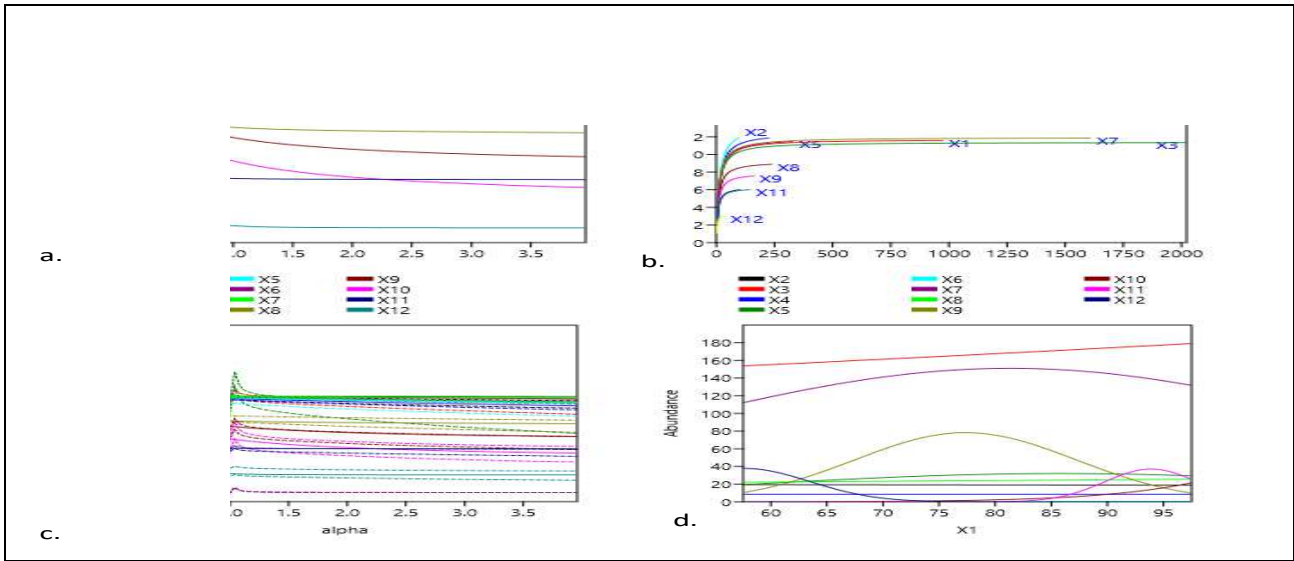 X2
2
X5
X1
X7
X3
0
8
X8
X9
6
X11
4
2
X12
0
.0 1.5 2.0 2.5 3.0 3.5
0 250 500 750 1000 1250 1500 1750 2000
a.
b.
X5 X9
X6 X10
X7 X11
X8 X12
X2 X6 X10
X3 X7 X11
X4 X8 X12
X5 X9
180
160
140
120
100
80
60
40
20
0
Abundance
.0 1.5 2.0 2.5 3.0 3.5
60 65 70 75 80 85 90 95
alpha
X1
c.
d.